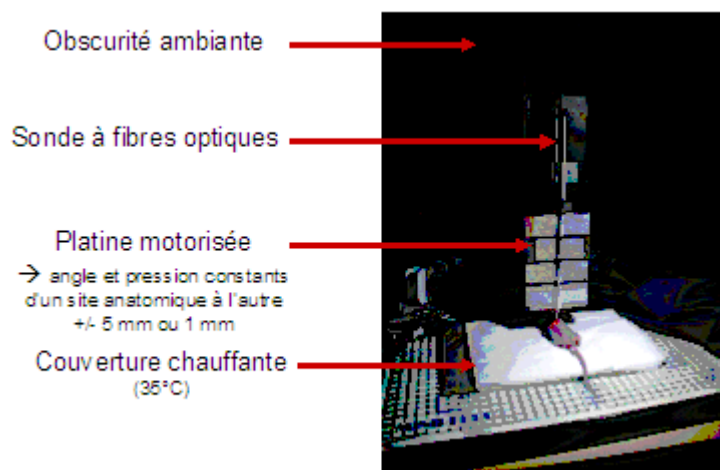 Obscurité ambiante
Sonde à fibres optiques
Platine motorisée
→ angle et pression constants
d'un site anatomique à l'autre
+/- 5 mm ou 1 mm
Couverture chauffante
(35°C)